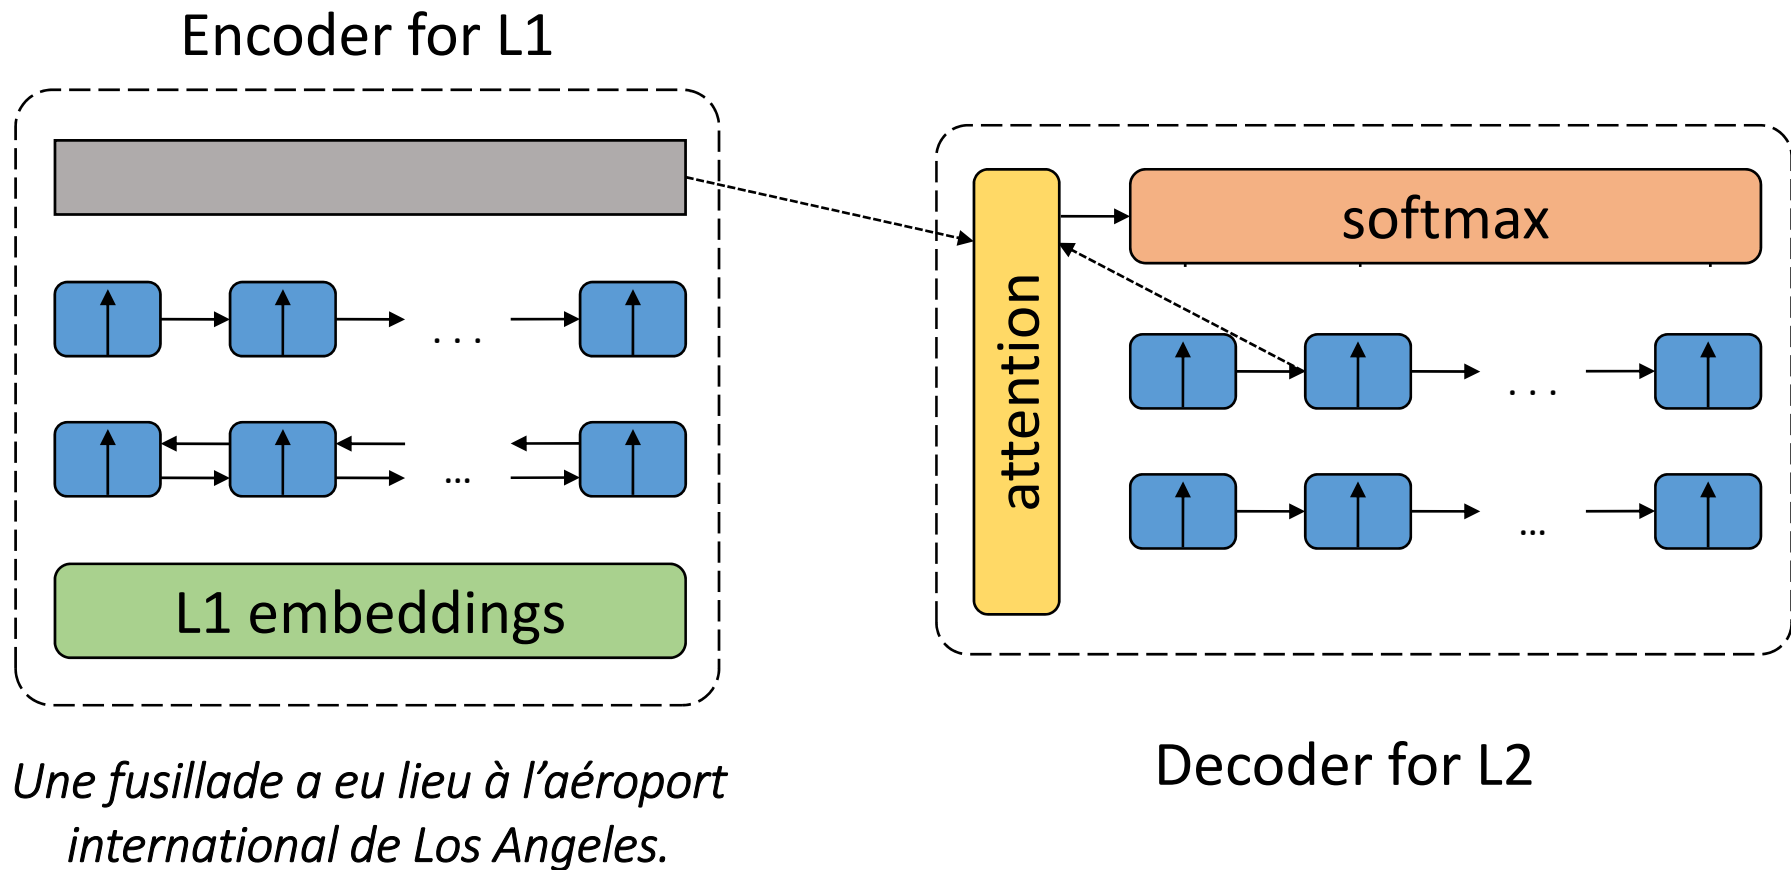 Encoder for L1
softmax
attention
. . .
. . .
...
...
L1 embeddings
Decoder for L2
Une fusillade a eu lieu à l’aéroport
international de Los Angeles.